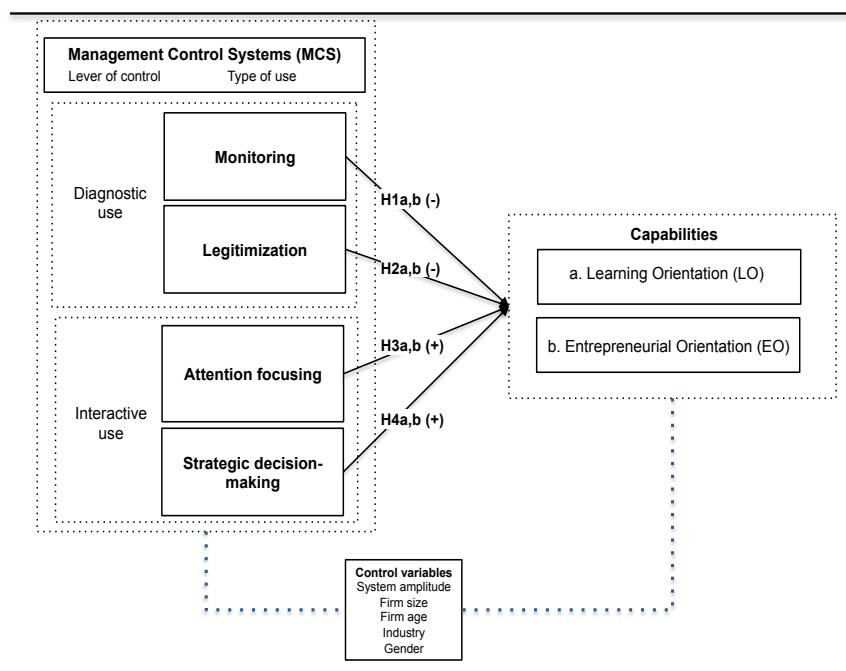 Management Control Systems (MCS)
Lever of control Type of use
Diagnostic
use
Monitoring
Legitimization
Interactive
use
Attention focusing
Strategic decision-
making
H1a,b (-)
H2a,b (-)
H3a,b (+)
H4a,b (+)
Capabilities
a. Learning Orientation (LO)
b. Entrepreneurial Orientation (EO)
Control variables
System amplitude
Firm size
Firm age
Industry
Gender